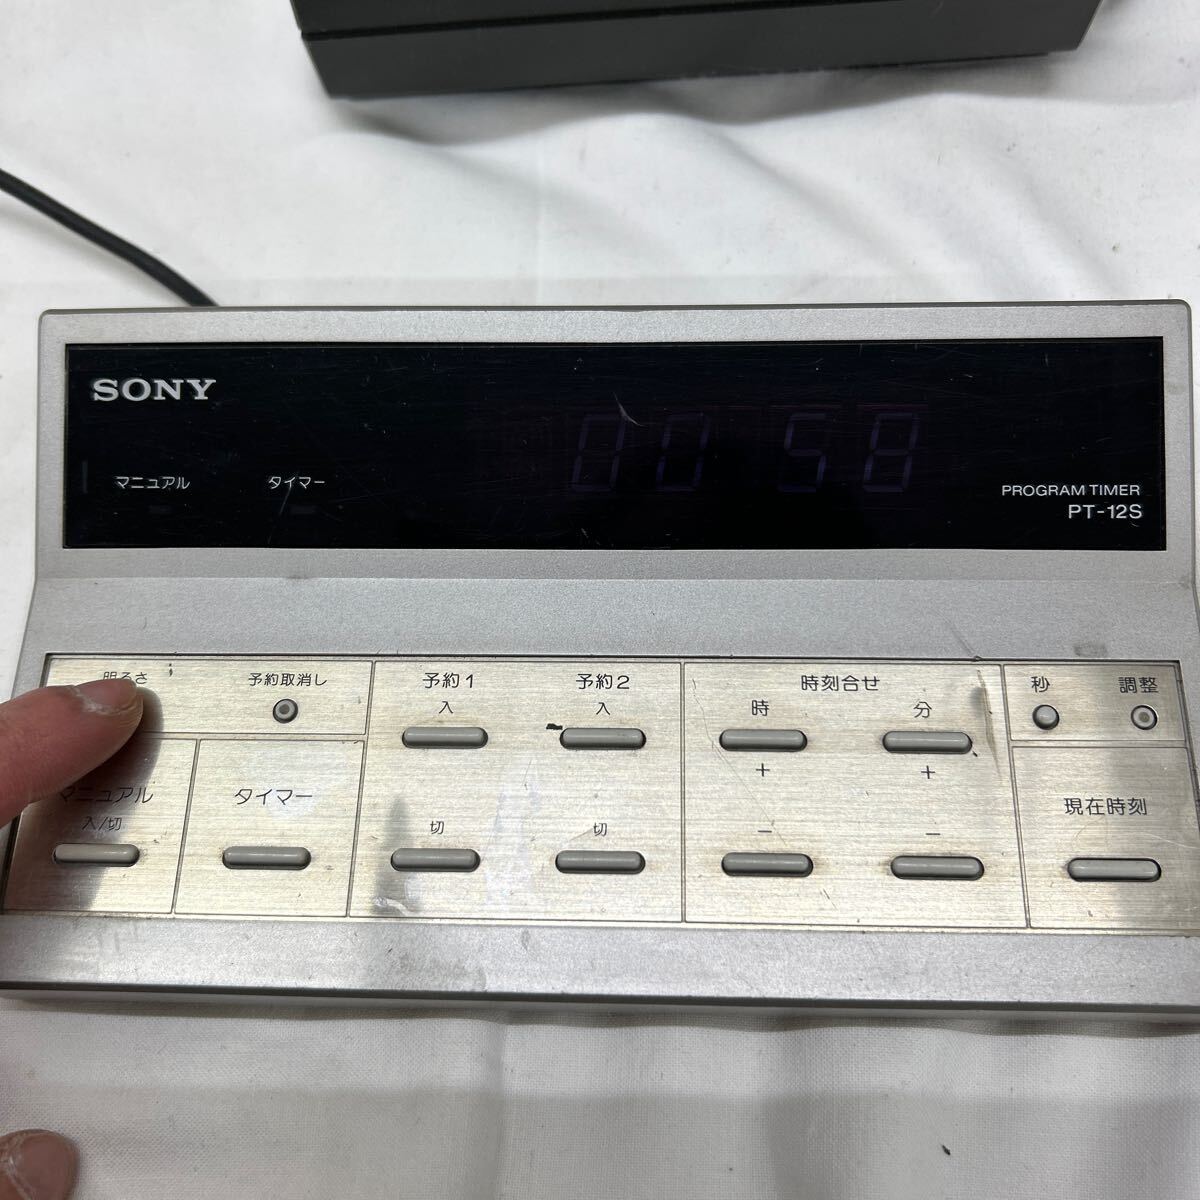 SONY
マニュアル
タイマー
00 58
PROGRAM TIMER
PT-12S
明るさ
予約取消し
予約1
入
予約2
入
時刻合せ
時
分
秒
調整
+
+
マニュアル
入/切
タイマー
切
切
−
−
現在時刻